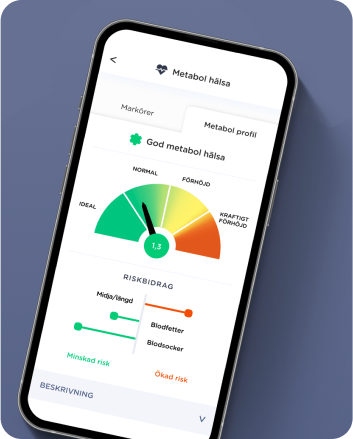 <
Metabol hälsa
Markörer
Metabol profil
God metabol hälsa
IDEAL
NORMAL
FÖRHÖJD
KRAFTIGT
FÖRHÖJD
1,3
RISKBIDRAG
Midja/längd
Blodfetter
Blodsocker
Minskad risk
Ökad risk
BESKRIVNING